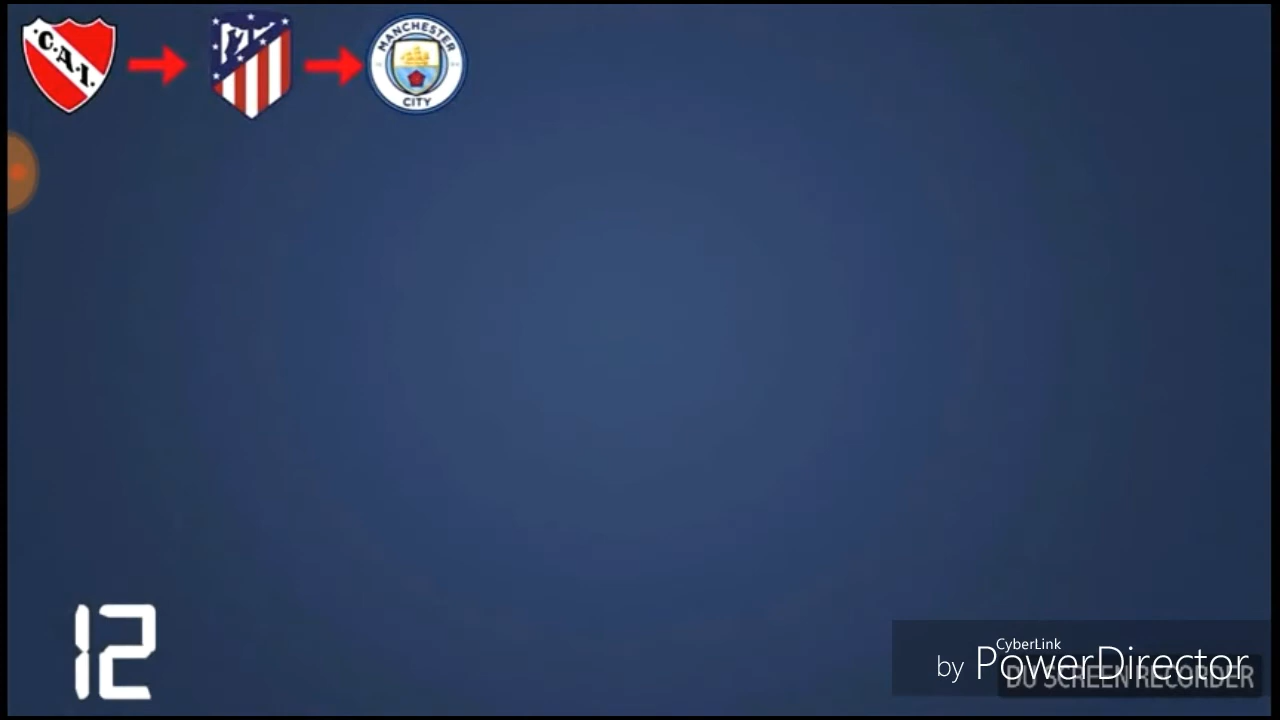 C.A.I.
MANCHESTER
CITY
12
CyberLink
by PowerDirector
DU SCREEN RECORDER